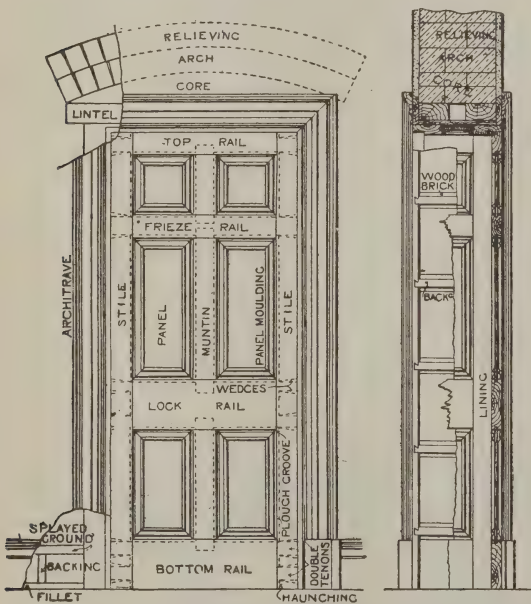 RELIEVING
ARCH
CORE
LINTEL
TOP RAIL
FRIEZE RAIL
ARCHITRAVE
STILE
PANEL
MUNTIN
PANEL MOULDING
STILE
WEDGES
LOCK RAIL
PLOUGH GROOVE
SPLAYED
GROUND
BACKING
FILLET
BOTTOM RAIL
DOUBLE
TENONS
HAUNCHING
RELIEVING
ARCH
CORE
WOOD
BRICK
BACKG
LINING